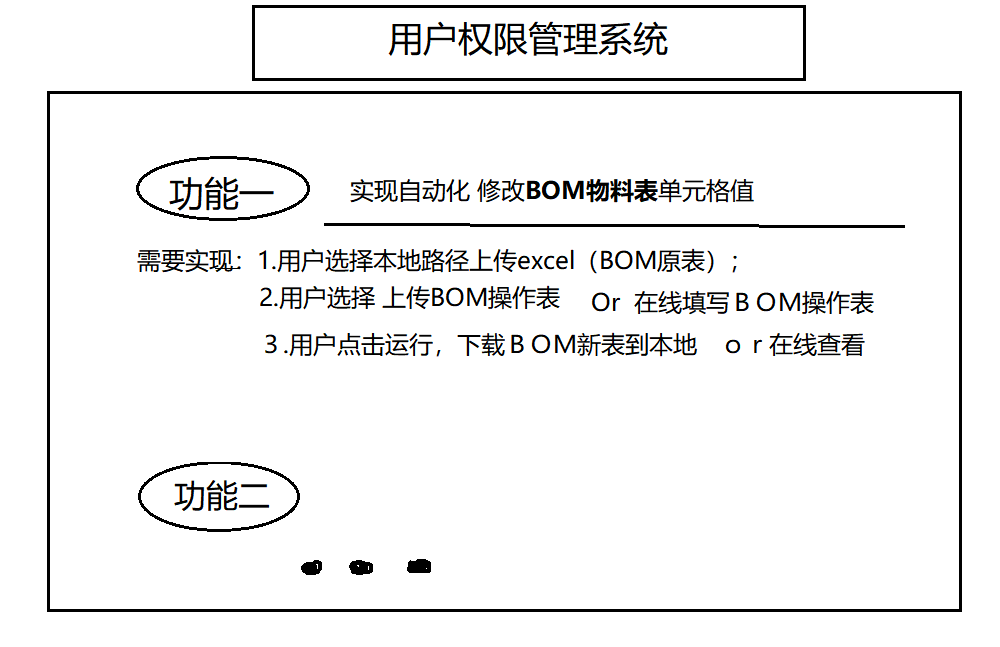 用户权限管理系统
功能一 实现自动化 修改BOM物料表单元格值
需要实现：1.用户选择本地路径上传excel（BOM原表）；
2.用户选择 上传BOM操作表 Or 在线填写ＢＯＭ操作表
３.用户点击运行，下载ＢＯＭ新表到本地 ｏｒ在线查看
功能二